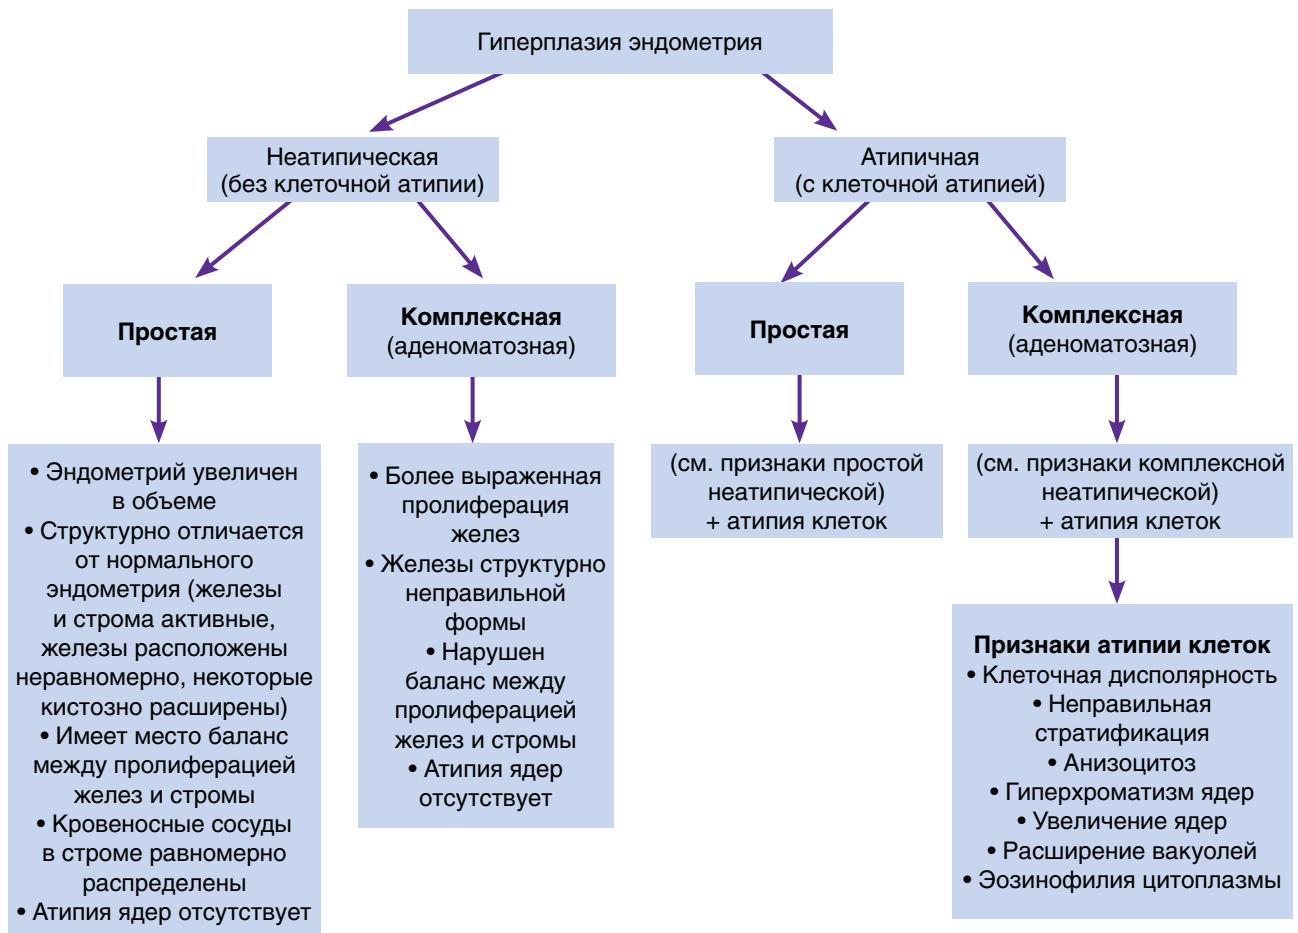 Гиперплазия эндометрия
Неатипическая
(без клеточной атипии)
Атипичная
(с клеточной атипией)
Простая
Комплексная
(аденоматозная)
Простая
Комплексная
(аденоматозная)
• Эндометрий увеличен
в объеме
• Структурно отличается
от нормального
эндометрия (железы
и строма активные,
железы расположены
неравномерно, некоторые
кистозно расширены)
• Имеет место баланс
между пролиферацией
желез и стромы
• Кровеносные сосуды
в строме равномерно
распределены
• Атипия ядер отсутствует
• Более выраженная
пролиферация
желез
• Железы структурно
неправильной
формы
• Нарушен
баланс между
пролиферацией
желез и стромы
• Атипия ядер
отсутствует
(см. признаки простой
неатипической)
+ атипия клеток
(см. признаки комплексной
неатипической)
+ атипия клеток
Признаки атипии клеток
• Клеточная дисполярность
• Неправильная
стратификация
• Анизоцитоз
• Гиперхроматизм ядер
• Увеличение ядер
• Расширение вакуолей
• Эозинофилия цитоплазмы